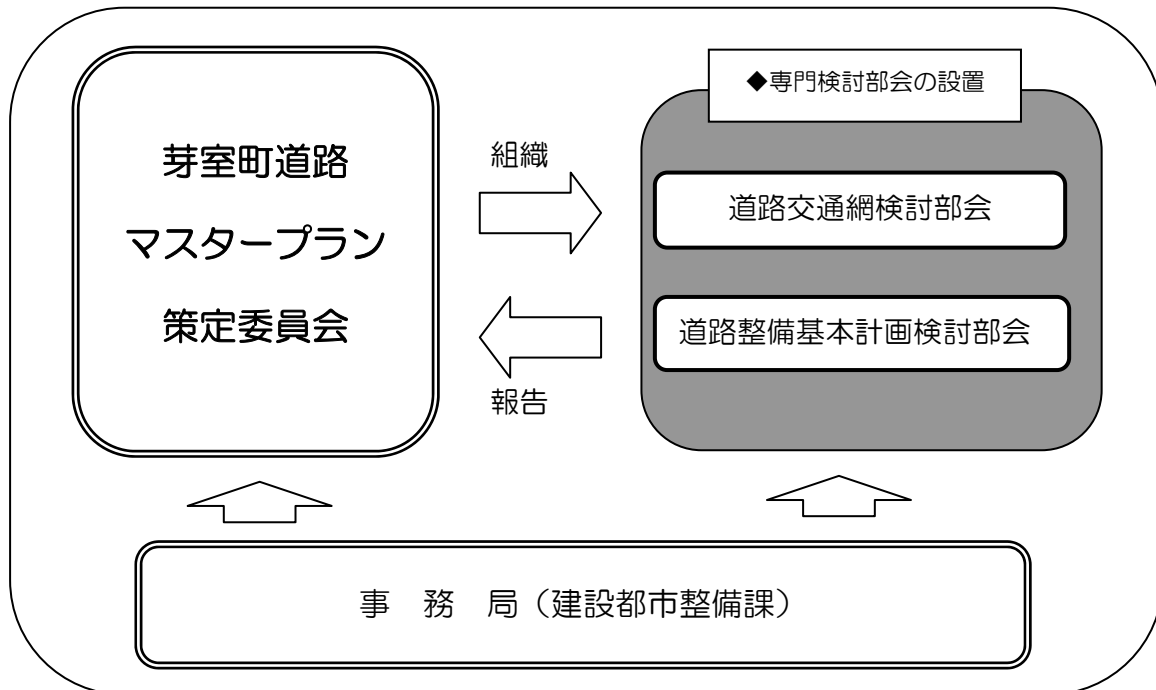 芽室町道路
マスタープラン
策定委員会
組織
報告
◆専門検討部会の設置
道路交通網検討部会
道路整備基本計画検討部会
事　務　局（建設都市整備課）